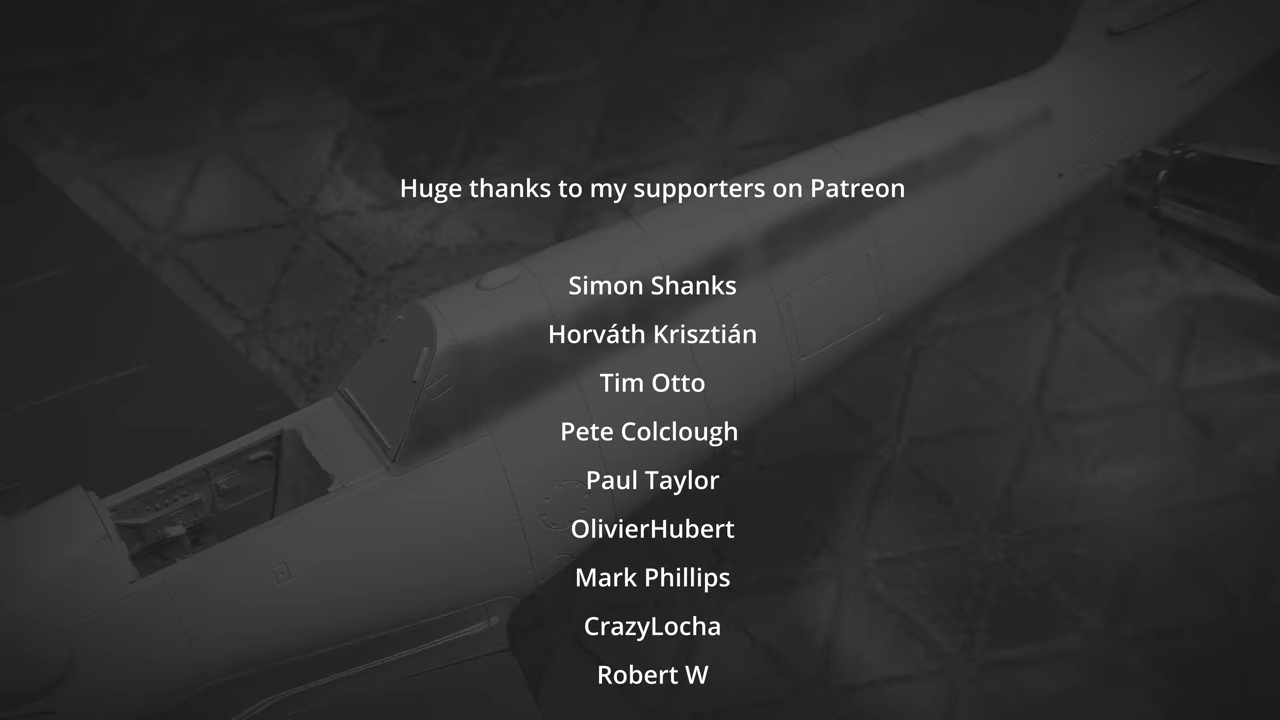 Huge thanks to my supporters on Patreon
Simon Shanks
Horváth Krisztián
Tim Otto
Pete Colclough
Paul Taylor
OlivierHubert
Mark Phillips
CrazyLocha
Robert W